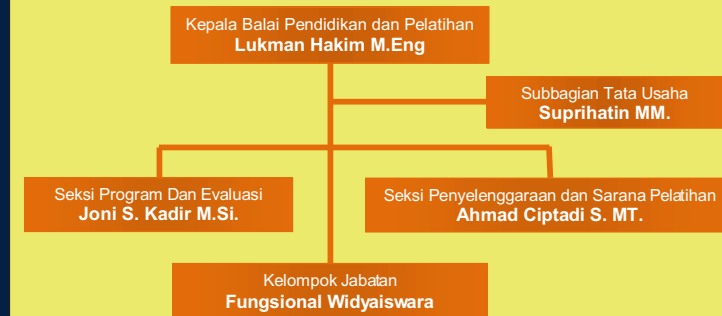 Kepala Balai Pendidikan dan Pelatihan
Lukman Hakim M.Eng
Subbagian Tata Usaha
Suprihatin MM.
Seksi Program Dan Evaluasi
Joni S. Kadir M.Si.
Seksi Penyelenggaraan dan Sarana Pelatihan
Ahmad Ciptadi S. MT.
Kelompok Jabatan
Fungsional Widyaiswara